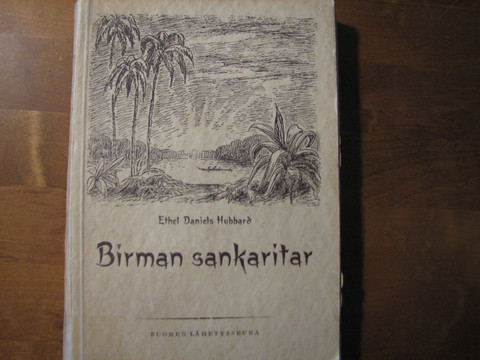 Ethel Daniels Hubbard
Birman sankaritar
SUOMEN LÄHETYSSEURA